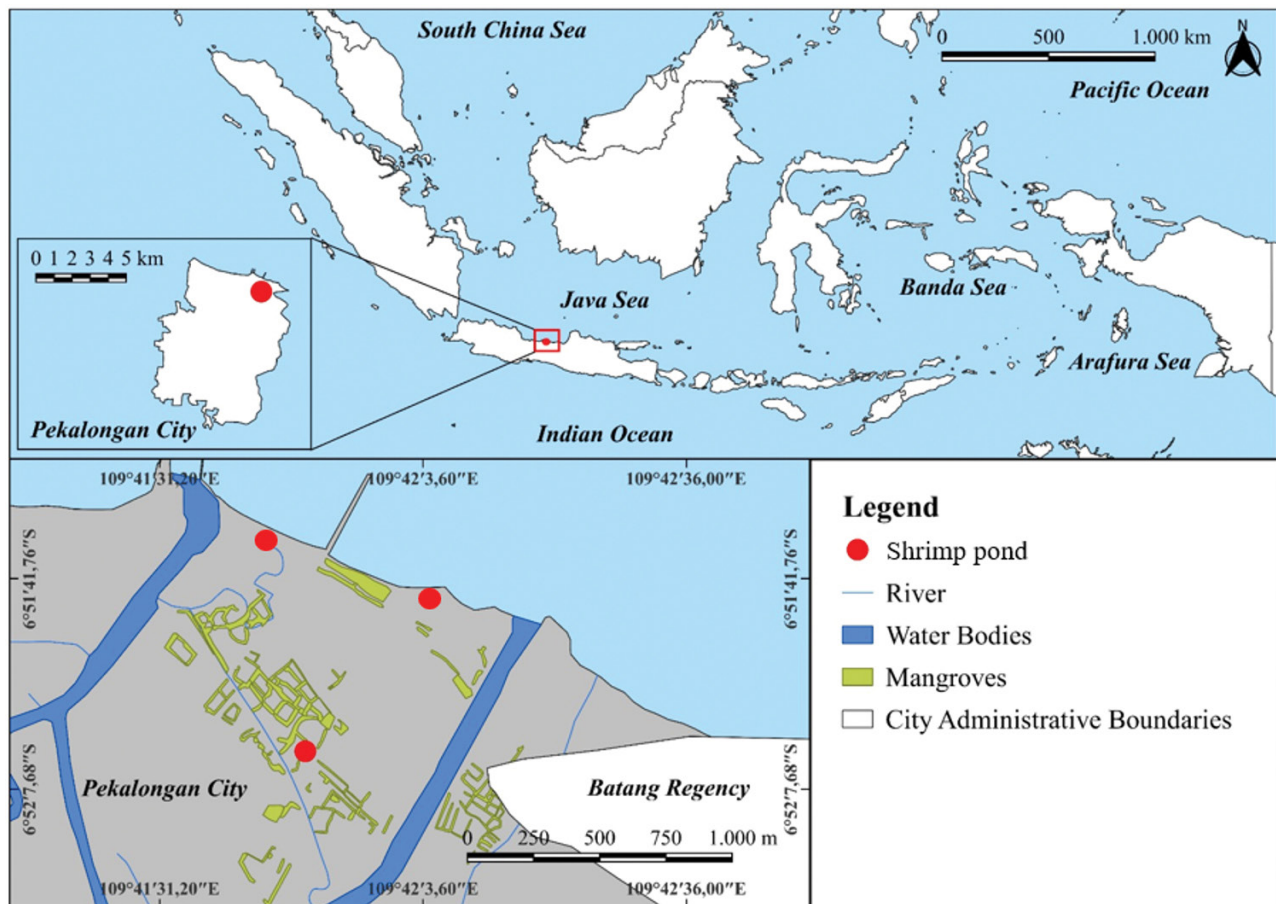 South China Sea
N
0 500 1.000 km
Pacific Ocean
0 1 2 3 4 5 km
Java Sea
Banda Sea
Arafura Sea
Pekalongan City
Indian Ocean
109°41′31,20″E 109°42′3,60″E 109°42′36,00″E
6°51′41,76″S
6°51′41,76″S
6°52′7,68″S
6°52′7,68″S
Pekalongan City
Batang Regency
0 250 500 750 1.000 m
109°41′31,20″E 109°42′3,60″E 109°42′36,00″E
Legend
Shrimp pond
River
Water Bodies
Mangroves
City Administrative Boundaries